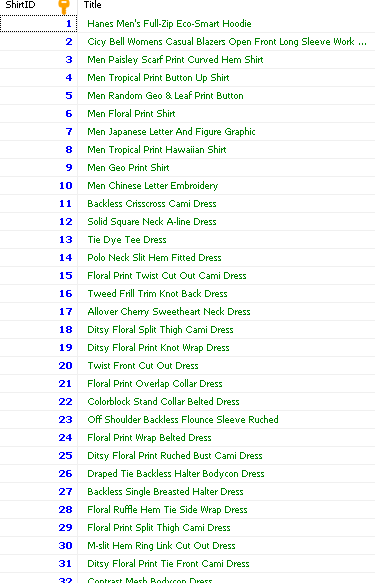 ShirtID Title
1 Hanes Men's Full-Zip Eco-Smart Hoodie
2 Cicy Bell Womens Casual Blazers Open Front Long Sleeve Work ...
3 Men Paisley Scarf Print Curved Hem Shirt
4 Men Tropical Print Button Up Shirt
5 Men Random Geo & Leaf Print Button
6 Men Floral Print Shirt
7 Men Japanese Letter And Figure Graphic
8 Men Tropical Print Hawaiian Shirt
9 Men Geo Print Shirt
10 Men Chinese Letter Emboridery
11 Backless Crisscross Cami Dress
12 Solid Square Neck A-line Dress
13 Tie Dye Tee Dress
14 Polo Neck Slit Hem Fitted Dress
15 Floral Print Twist Cut Out Cami Dress
16 Tweed Frill Trim Knot Back Dress
17 Allover Cherry Sweetheart Neck Dress
18 Ditsy Floral Split Thigh Cami Dress
19 Ditsy Floral Print Knot Wrap Dress
20 Twist Front Cut Out Dress
21 Floral Print Overlap Collar Dress
22 Colorblock Stand Collar Belted Dress
23 Off Shoulder Backless Flounce Sleeve Ruched
24 Floral Print Wrap Belted Dress
25 Ditsy Floral Print Ruched Bust Cami Dress
26 Draped Tie Backless Halter Bodycon Dress
27 Backless Single Breasted Halter Dress
28 Floral Ruffle Hem Tie Side Wrap Dress
29 Floral Print Split Thigh Cami Dress
30 M-slit Hem Ring Link Cut Out Dress
31 Ditsy Floral Print Tie Front Cami Dress
32 Contrast Mesh Bodycon Dress